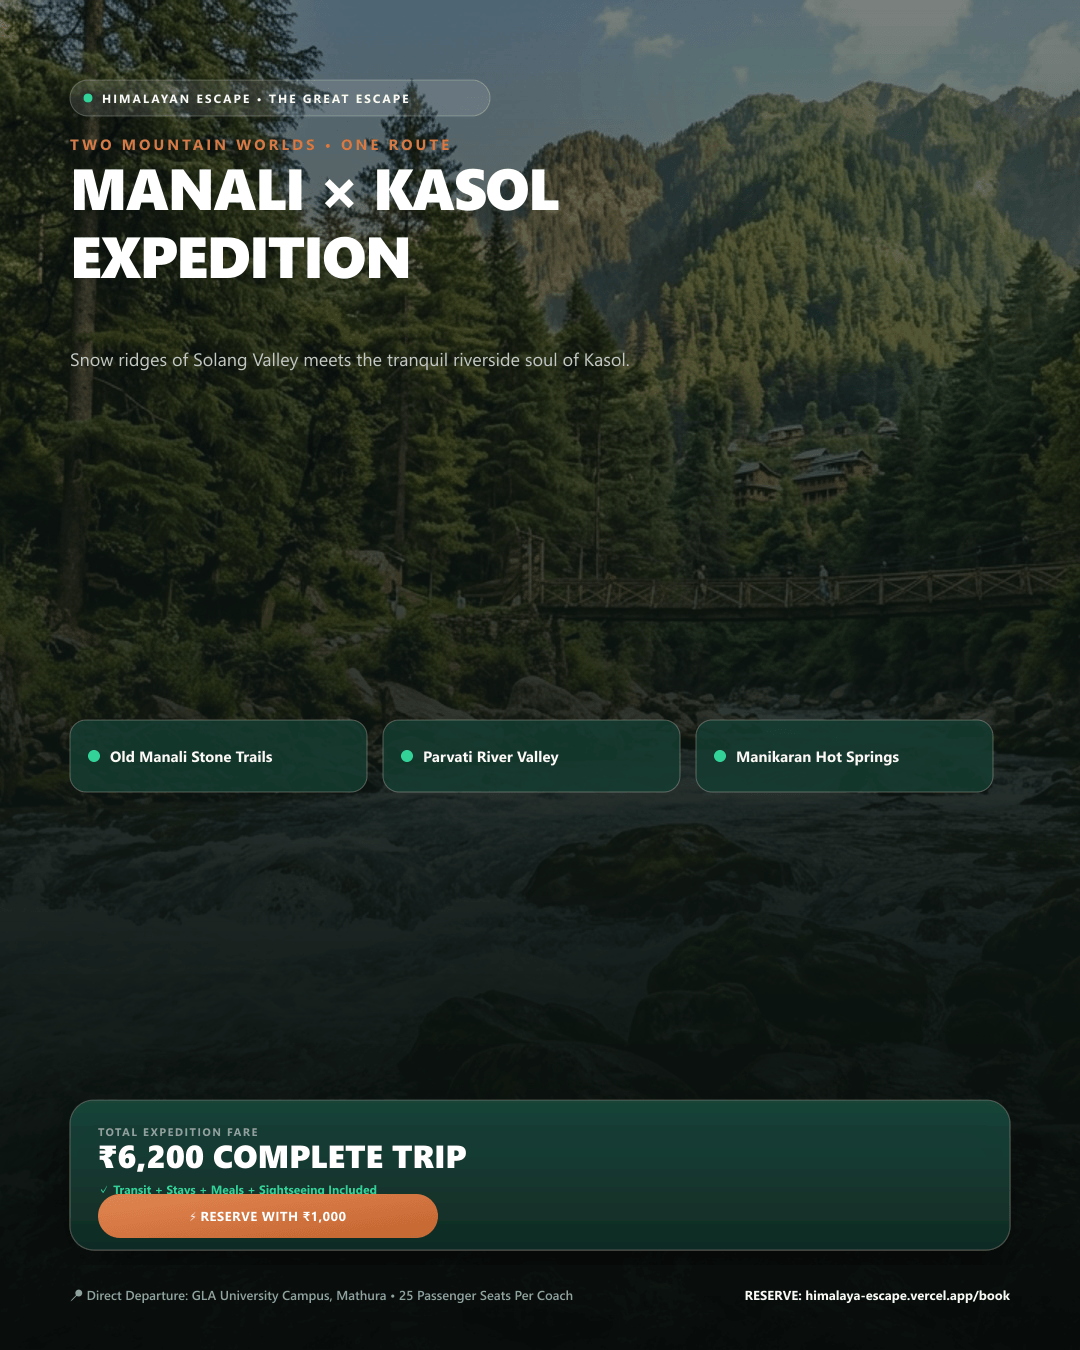 HIMALAYAN ESCAPE • THE GREAT ESCAPE
TWO MOUNTAIN WORLDS • ONE ROUTE
MANALI × KASOL
EXPEDITION
Snow ridges of Solang Valley meets the tranquil riverside soul of Kasol.
Old Manali Stone Trails
Parvati River Valley
Manikaran Hot Springs
TOTAL EXPEDITION FARE
₹6,200 COMPLETE TRIP
✓ Transit + Stays + Meals + Sightseeing Included
⚡ RESERVE WITH ₹1,000
📍 Direct Departure: GLA University Campus, Mathura • 25 Passenger Seats Per Coach
RESERVE: himalaya-escape.vercel.app/book